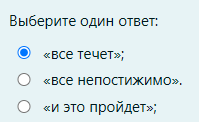 Выберите один ответ:
«все течет»;
«все непостижимо».
«и это пройдет»;